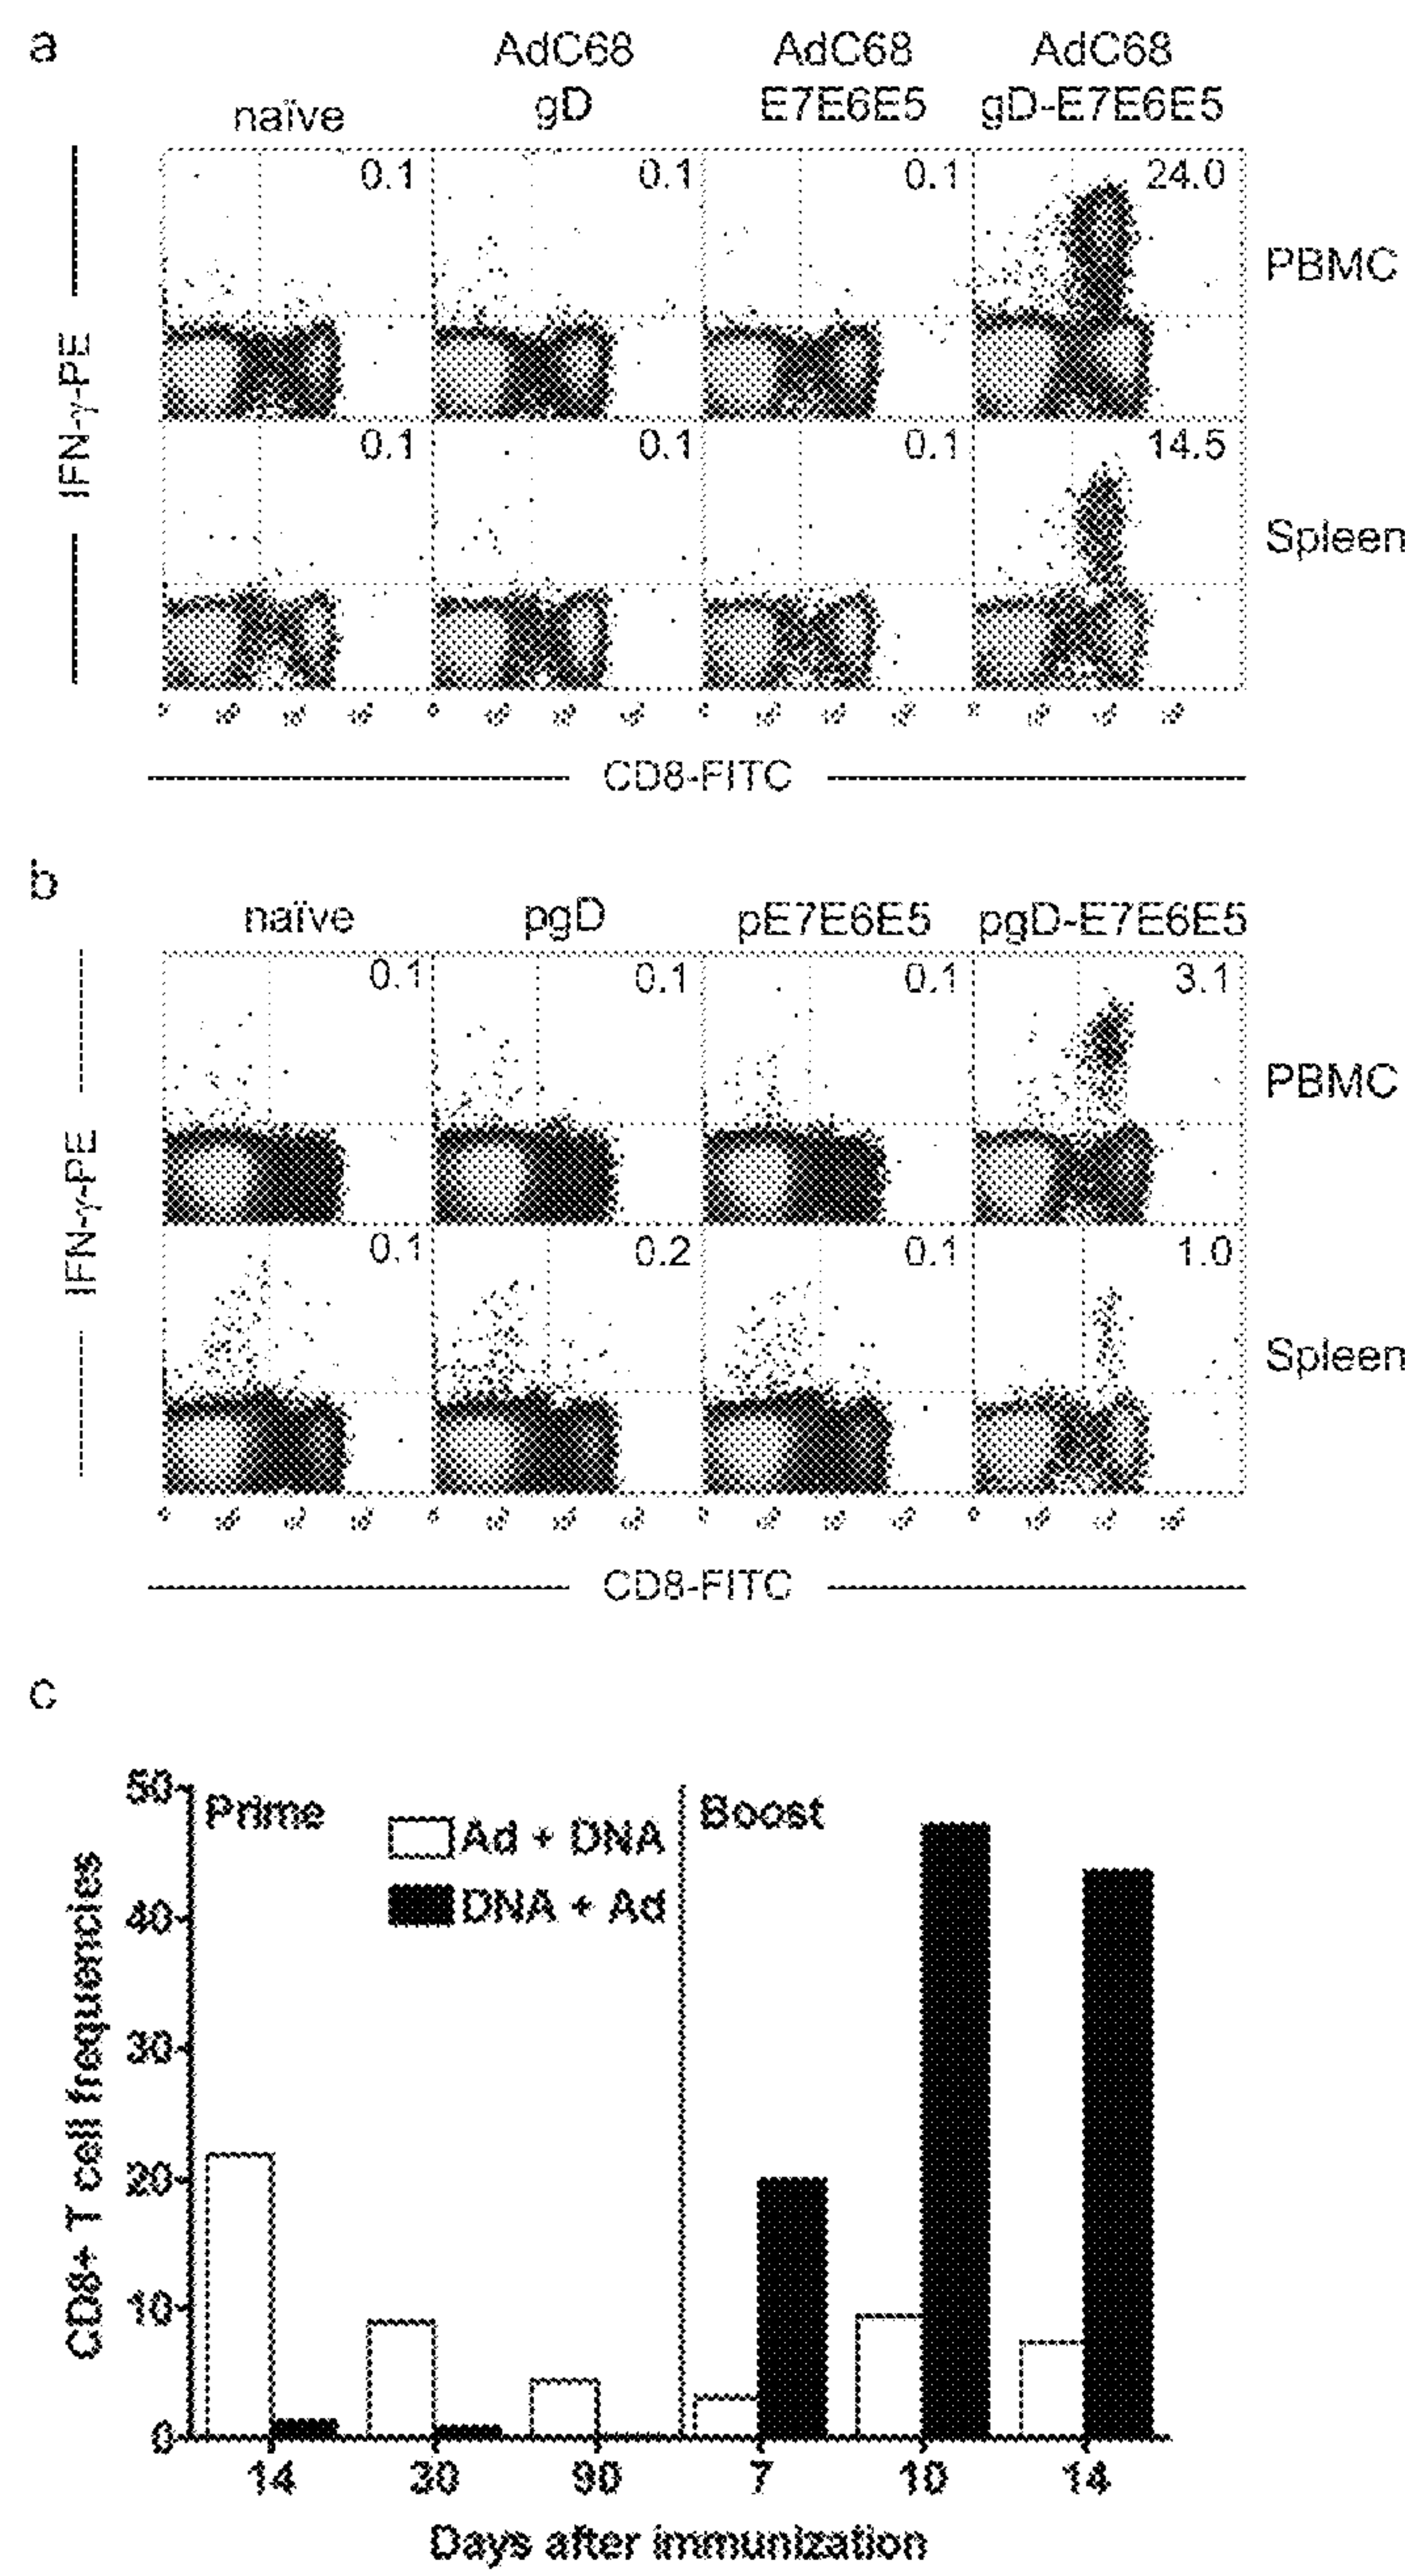 a
naïve
AdC68
gD
AdC68
E7E6E5
AdC68
gD-E7E6E5
0.1 0.1 0.1 24.0
PBMC
0.1 0.1 0.1 14.5
Spleen
IFN-γ-PE
CD8-FITC
b
naïve pgD pE7E6E5 pgD-E7E6E5
0.1 0.1 0.1 3.1
PBMC
0.1 0.2 0.1 1.0
Spleen
IFN-γ-PE
CD8-FITC
c
Prime
Ad + DNA
DNA + Ad
Boost
50
40
30
20
10
0
CD8+ T cell frequencies
14 30 90 7 10 14
Days after immunization